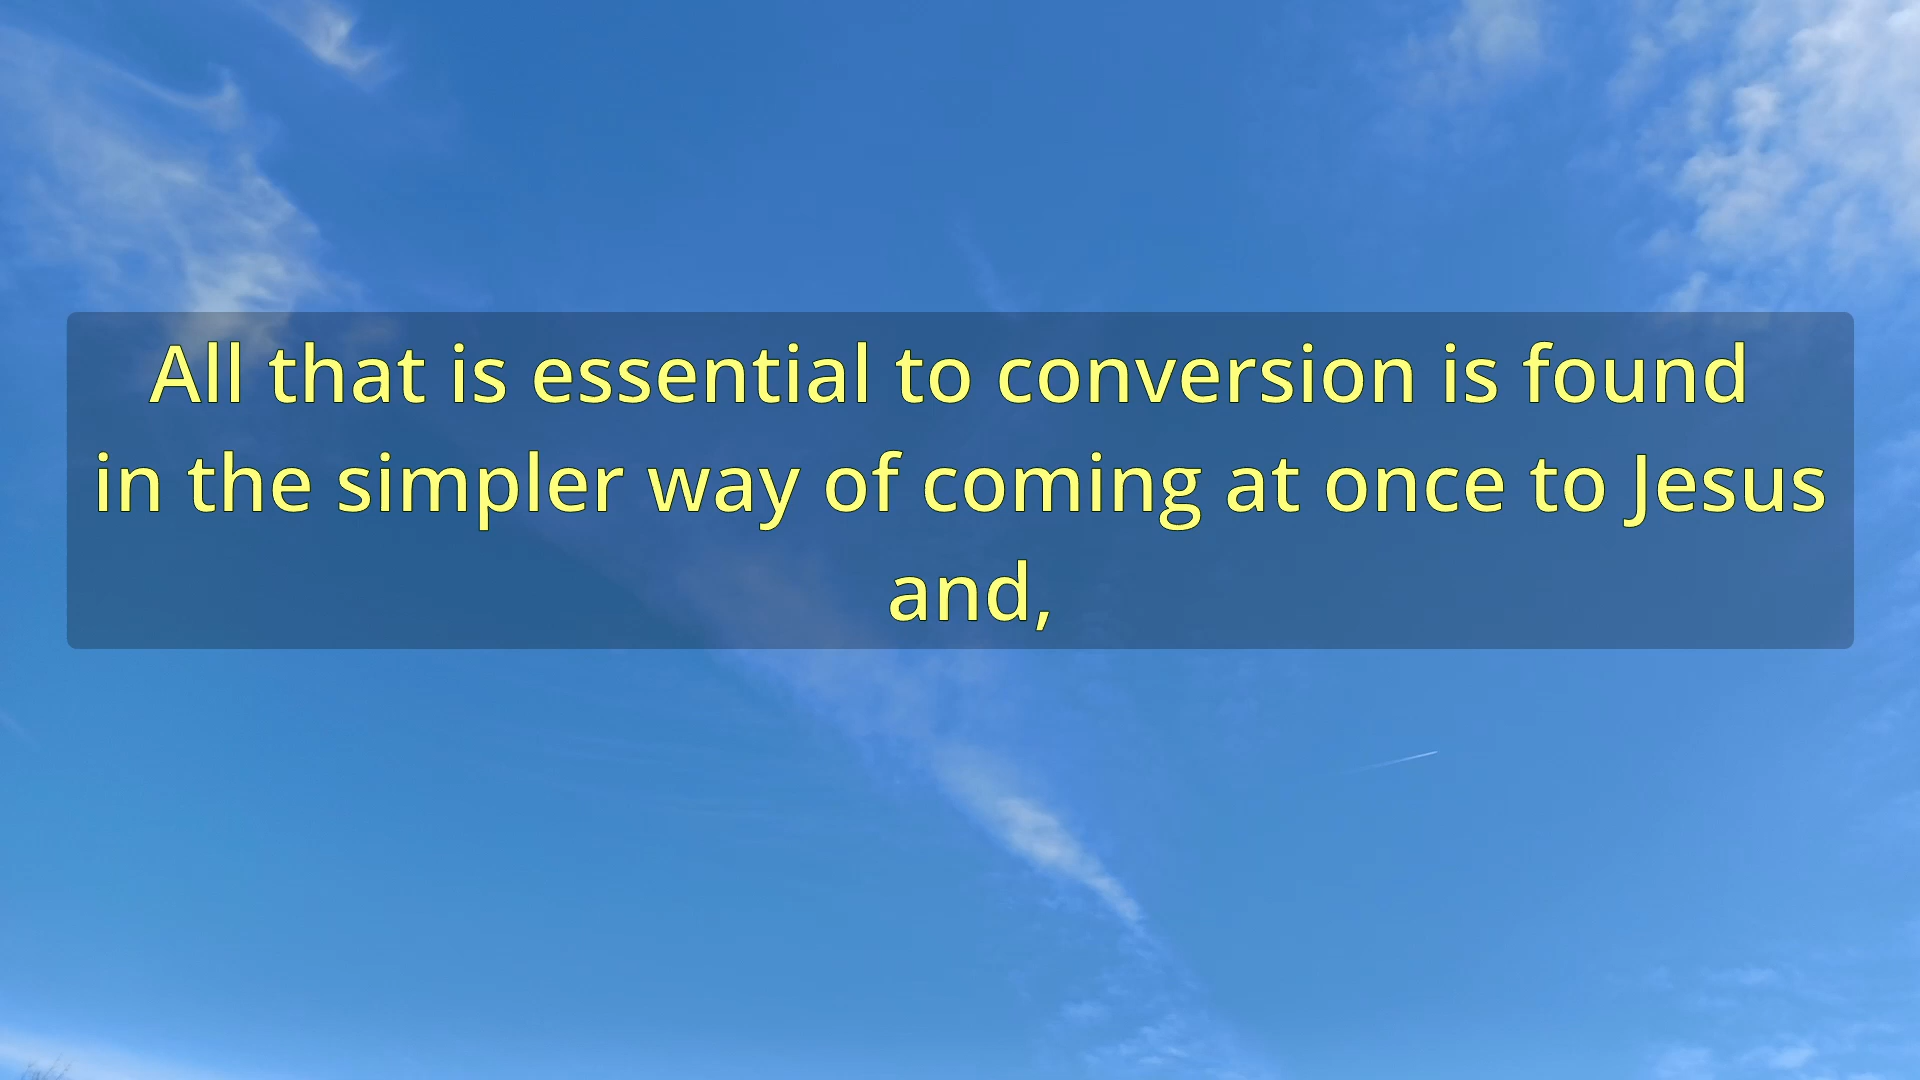 All that is essential to conversion is found
in the simpler way of coming at once to Jesus
and,